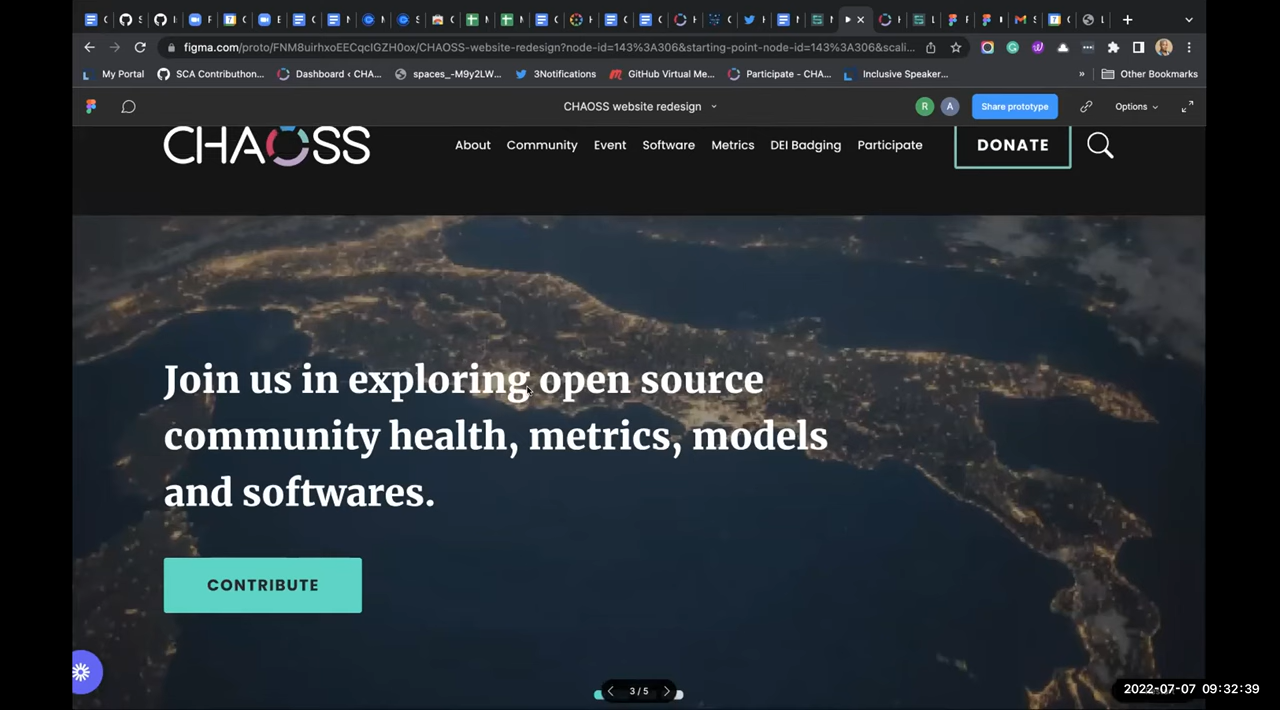 figma.com/proto/FNM8uirhxoEECqcIGZH0ox/CHAOSS-website-redesign?node-id=143%3A306&starting-point-node-id=143%3A306&scali...
My Portal SCA Contributhon... Dashboard ‹ CHA... spaces_-M9y2LW... 3Notifications GitHub Virtual Me... Participate - CHA... Inclusive Speaker... » Other Bookmarks
CHAOSS website redesign R A Share prototype Options
CHAOSS About Community Event Software Metrics DEI Badging Participate DONATE
Join us in exploring open source
community health, metrics, models
and softwares.
CONTRIBUTE
3 / 5
2022-07-07 09:32:39